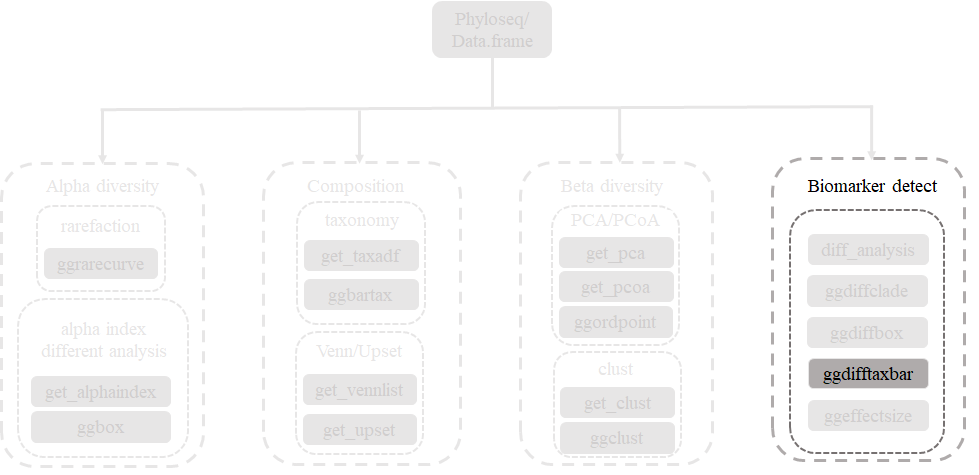 Phyloseq/
Data.frame
Alpha diversity
rarefaction
ggrarecurve
alpha index
different analysis
get_alphaindex
ggbox
Composition
taxonomy
get_taxadf
ggbartax
Venn/Upset
get_vennlist
get_upset
Beta diversity
PCA/PCoA
get_pca
get_pcoa
ggordpoint
clust
get_clust
ggclust
Biomarker detect
diff_analysis
ggdiffclade
ggdiffbox
ggdifftaxbar
ggeffectsize